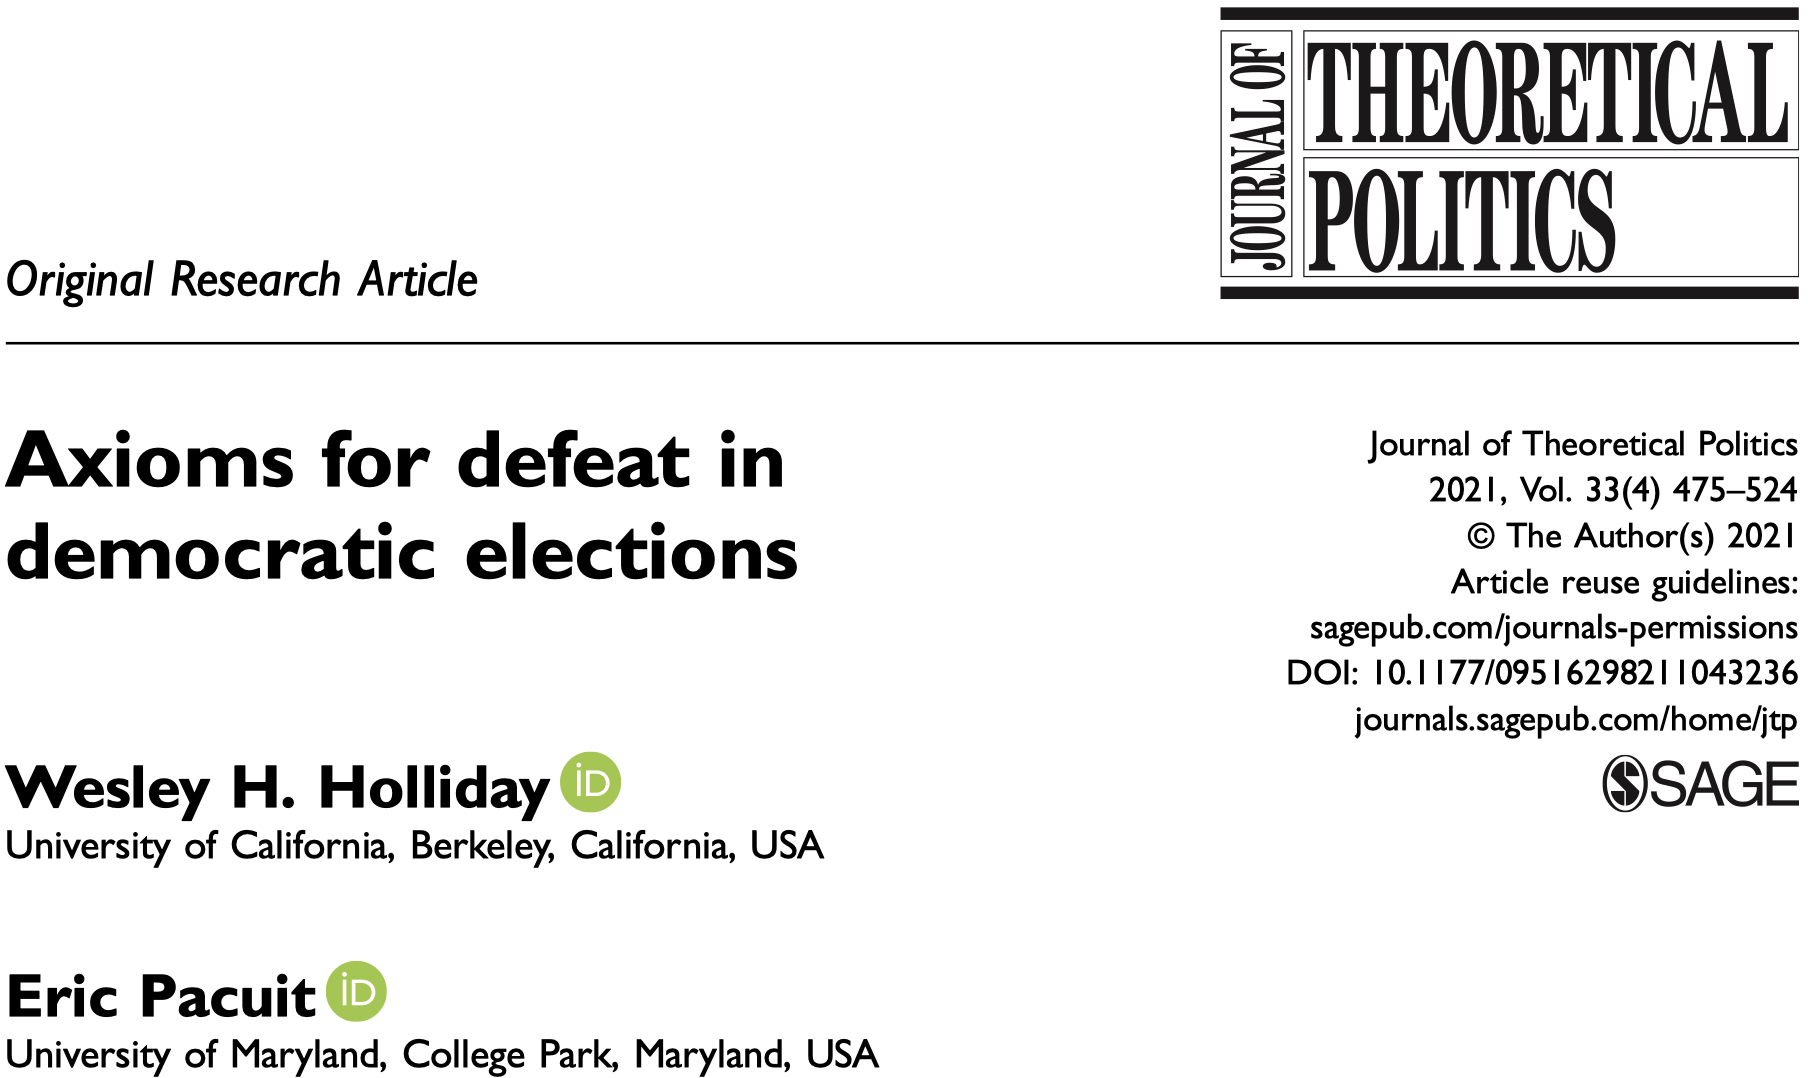 JOURNAL OF
THEORETICAL
POLITICS
Original Research Article
Axioms for defeat in
democratic elections
Journal of Theoretical Politics
2021, Vol. 33(4) 475–524
© The Author(s) 2021
Article reuse guidelines:
sagepub.com/journals-permissions
DOI: 10.1177/09516298211043236
journals.sagepub.com/home/jtp
SSAGE
Wesley H. Holliday iD
University of California, Berkeley, California, USA
Eric Pacuit iD
University of Maryland, College Park, Maryland, USA